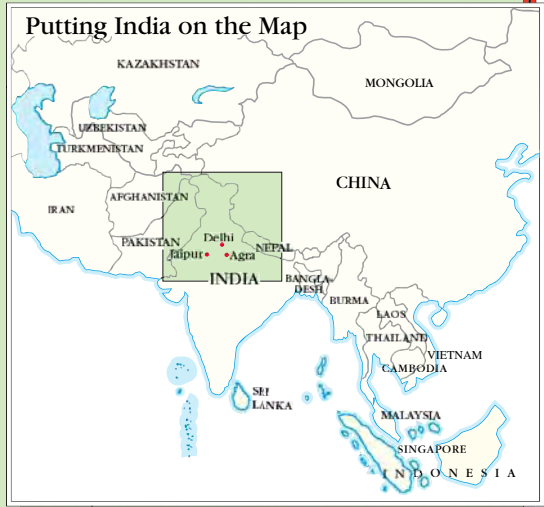 Putting India on the Map
KAZAKHSTAN
MONGOLIA
UZBEKISTAN
TURKMENISTAN
CHINA
AFGHANISTAN
IRAN
PAKISTAN
Delhi
NEPAL
Jaipur
Agra
INDIA
BANGLA-
DESH
BURMA
LAOS
THAILAND
VIETNAM
CAMBODIA
SRI
LANKA
MALAYSIA
SINGAPORE
INDONESIA